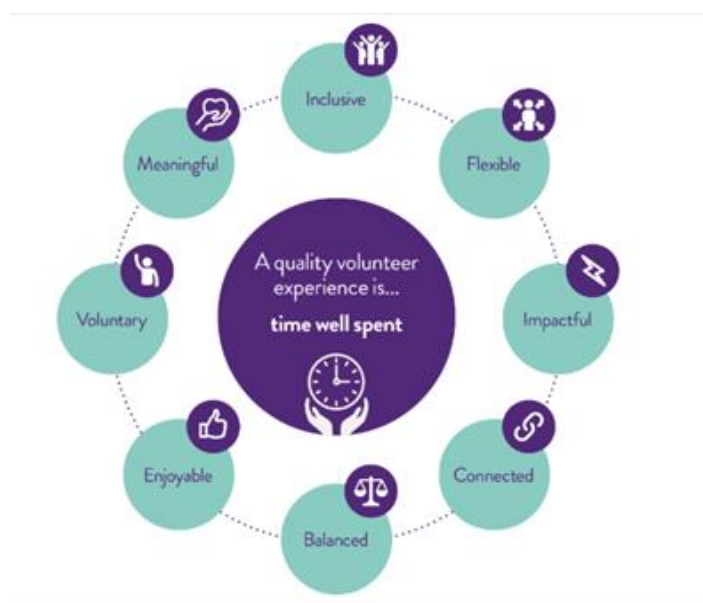 A quality volunteer
experience is...
time well spent
Inclusive
Flexible
Impactful
Connected
Balanced
Enjoyable
Voluntary
Meaningful